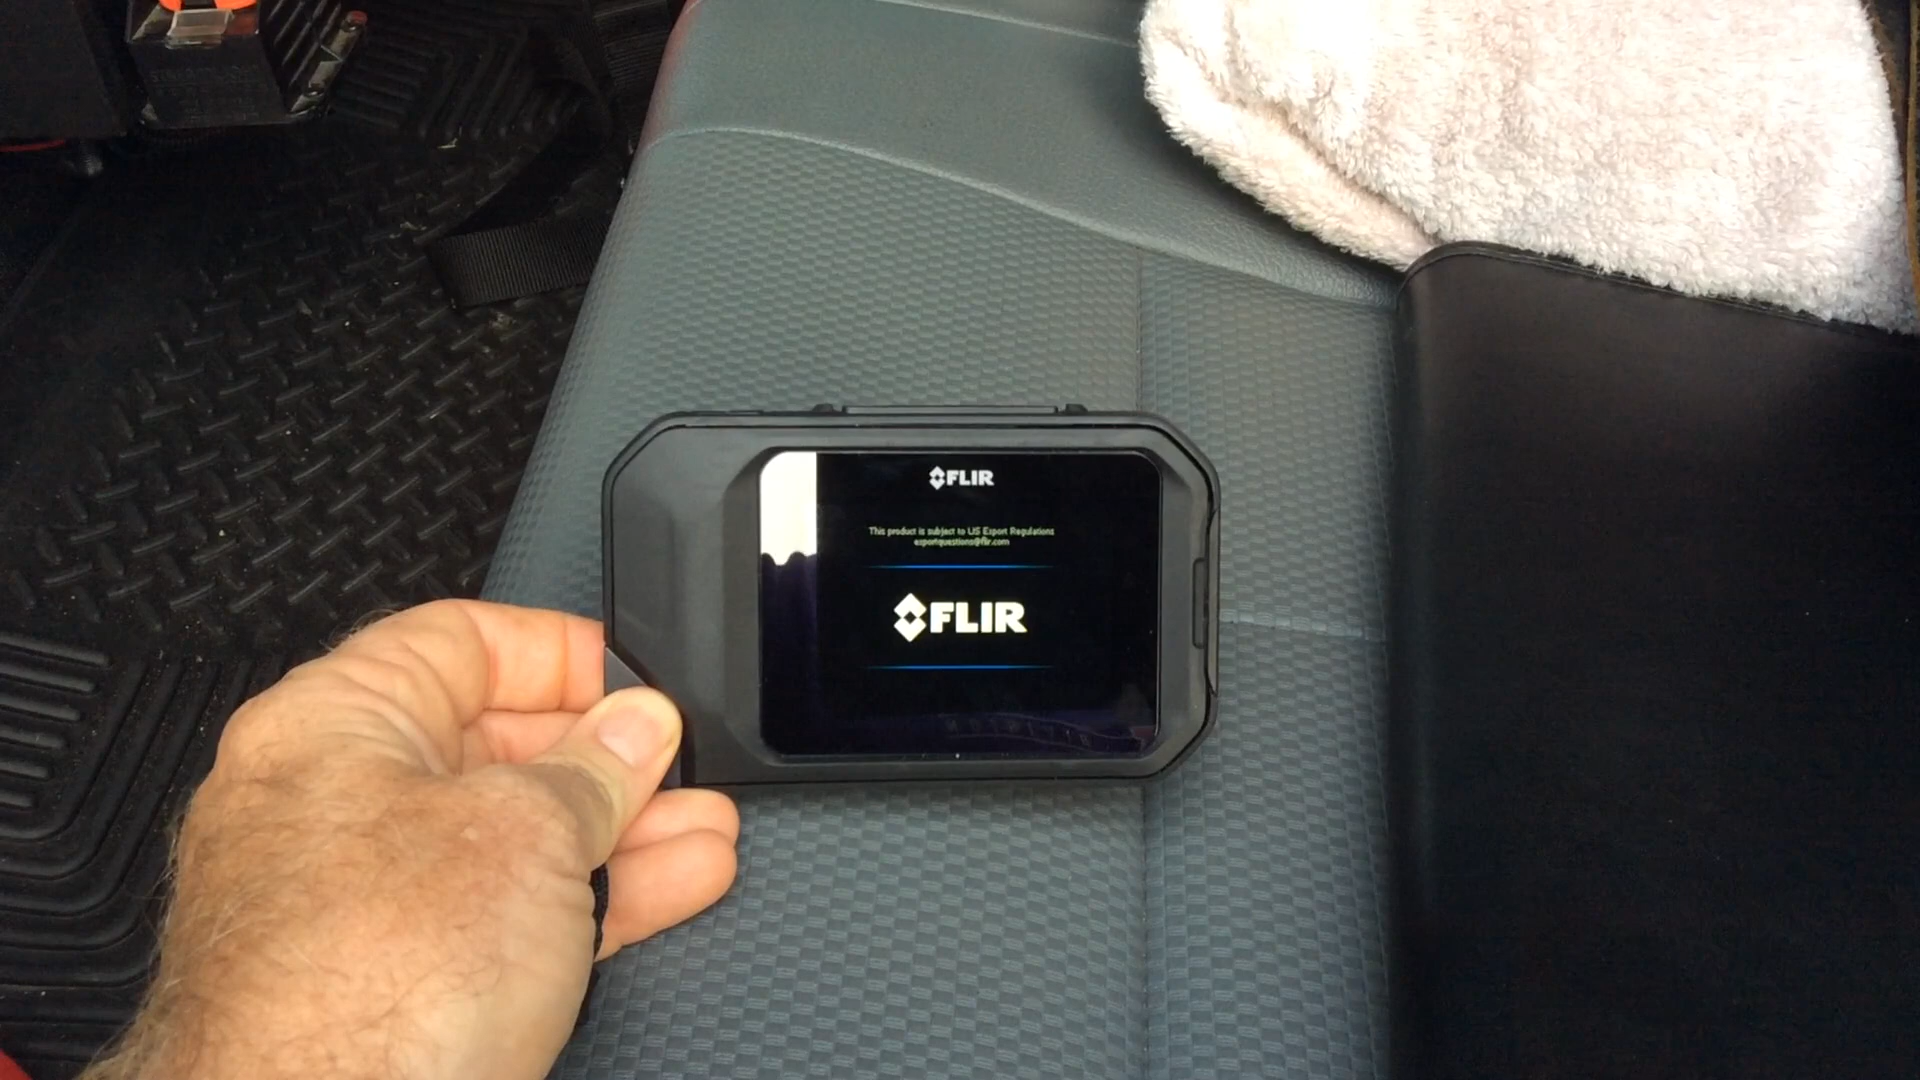 FLIR
This product is subject to US Export Regulations
exportquestions@flir.com
FLIR